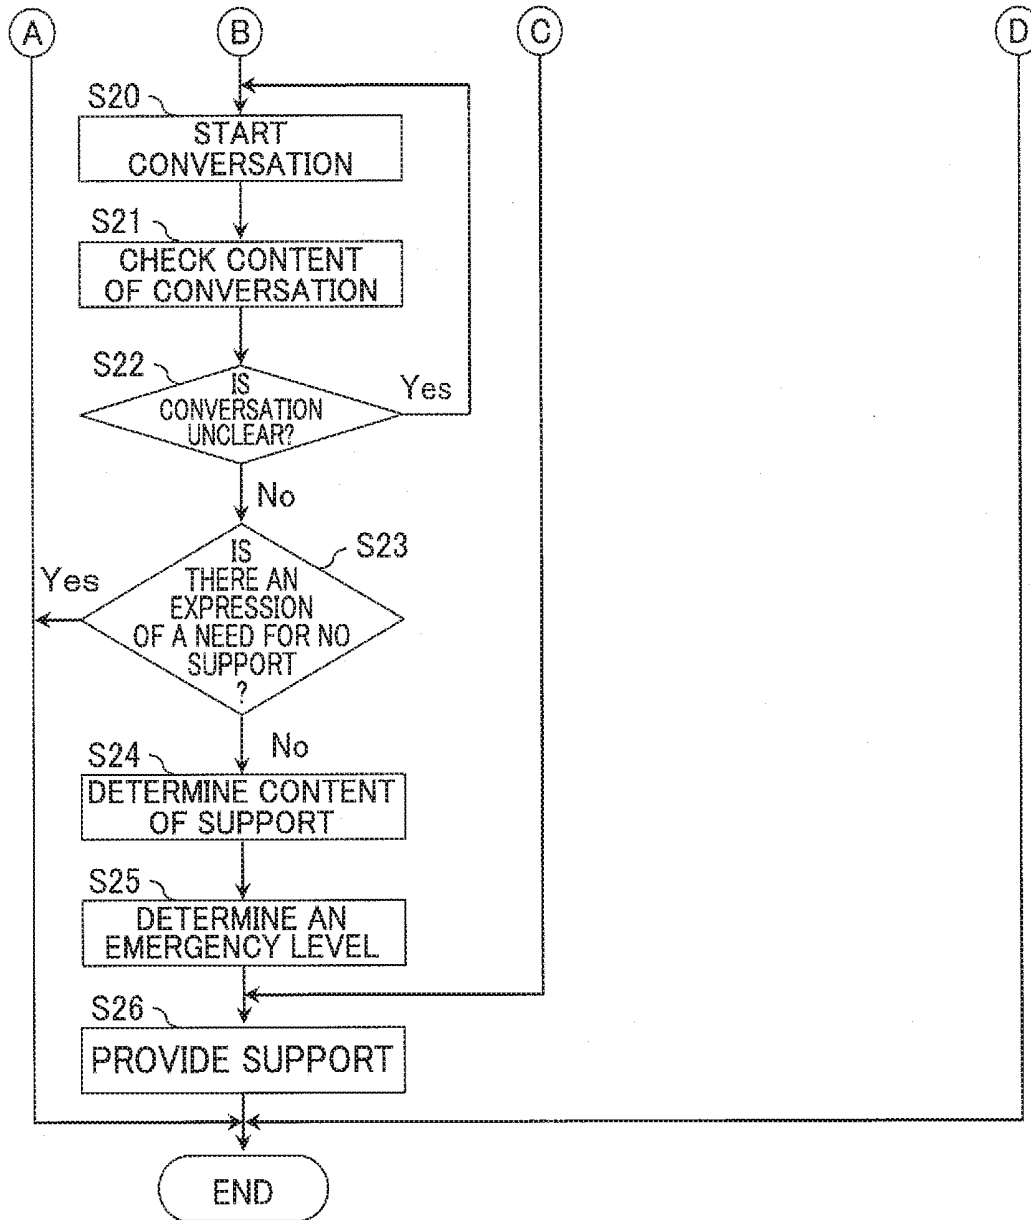 A
B
C
D
S20
START
CONVERSATION
S21
CHECK CONTENT
OF CONVERSATION
S22
IS
CONVERSATION
UNCLEAR?
Yes
No
S23
IS
THERE AN
EXPRESSION
OF A NEED FOR NO
SUPPORT
?
Yes
No
S24
DETERMINE CONTENT
OF SUPPORT
S25
DETERMINE AN
EMERGENCY LEVEL
S26
PROVIDE SUPPORT
END